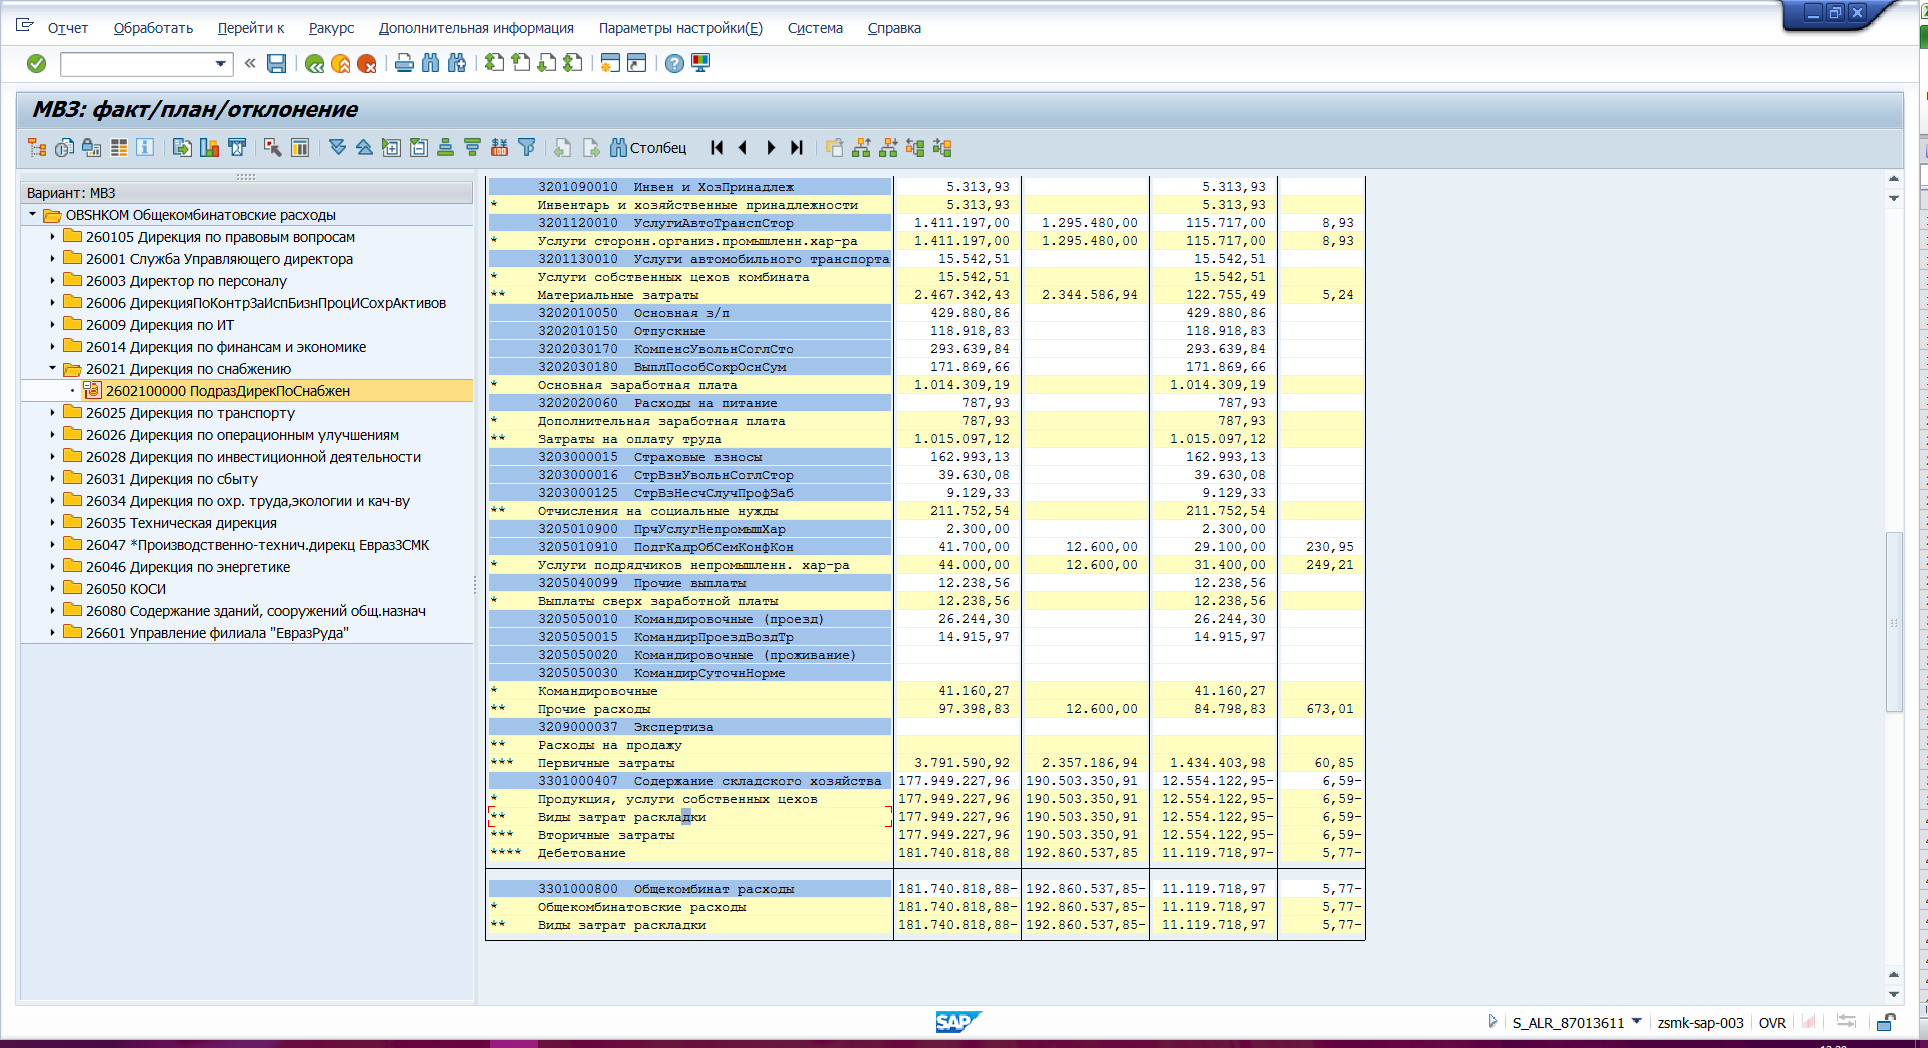 Отчет Обработать Перейти к Ракурс Дополнительная информация Параметры настройки(Е) Система Справка
МВЗ: факт/план/отклонение
Столбец
Вариант: МВЗ
OBSHKOM Общекомбинатовские расходы
260105 Дирекция по правовым вопросам
26001 Служба Управляющего директора
26003 Директор по персоналу
26006 ДирекцияПоКонтрЗаИспБизнПроцИСохрАктивов
26009 Дирекция по ИТ
26014 Дирекция по финансам и экономике
26021 Дирекция по снабжению
2602100000 ПодразДирекПоСнабжен
26025 Дирекция по транспорту
26026 Дирекция по операционным улучшениям
26028 Дирекция по инвестиционной деятельности
26031 Дирекция по сбыту
26034 Дирекция по охр. труда,экологии и кач-ву
26035 Техническая дирекция
26047 *Производственно-технич.дирекц ЕвразЗСМК
26046 Дирекция по энергетике
26050 КОСИ
26080 Содержание зданий, сооружений общ.назнач
26601 Управление филиала "ЕвразРуда"
3201090010 Инвен и ХозПринадлеж 5.313,93 5.313,93
* Инвентарь и хозяйственные принадлежности 5.313,93 5.313,93
3201120010 УслугиАвтоТранспСтор 1.411.197,00 1.295.480,00 115.717,00 8,93
* Услуги сторонн.организ.промышленн.хар-ра 1.411.197,00 1.295.480,00 115.717,00 8,93
3201130010 Услуги автомобильного транспорта 15.542,51 15.542,51
* Услуги собственных цехов комбината 15.542,51 15.542,51
** Материальные затраты 2.467.342,43 2.344.586,94 122.755,49 5,24
3202010050 Основная з/п 429.880,86 429.880,86
3202010150 Отпускные 118.918,83 118.918,83
3202030170 КомпенсУвольнСоглСто 293.639,84 293.639,84
3202030180 ВыплПособСокрОснСум 171.869,66 171.869,66
* Основная заработная плата 1.014.309,19 1.014.309,19
3202020060 Расходы на питание 787,93 787,93
* Дополнительная заработная плата 787,93 787,93
** Затраты на оплату труда 1.015.097,12 1.015.097,12
3203000015 Страховые взносы 162.993,13 162.993,13
3203000016 СтрВзнУвольнСоглСтор 39.630,08 39.630,08
3203000125 СтрВзНесчСлучПрофЗаб 9.129,33 9.129,33
** Отчисления на социальные нужды 211.752,54 211.752,54
3205010900 ПрчУслугНепромышХар 2.300,00 2.300,00
3205010910 ПодгКадрОбСемКонфКон 41.700,00 12.600,00 29.100,00 230,95
* Услуги подрядчиков непромышленн. хар-ра 44.000,00 12.600,00 31.400,00 249,21
3205040099 Прочие выплаты 12.238,56 12.238,56
* Выплаты сверх заработной платы 12.238,56 12.238,56
3205050010 Командировочные (проезд) 26.244,30 26.244,30
3205050015 КомандирПроездВоздТр 14.915,97 14.915,97
3205050020 Командировочные (проживание)
3205050030 КомандирСуточнНорме
* Командировочные 41.160,27 41.160,27
** Прочие расходы 97.398,83 12.600,00 84.798,83 673,01
3209000037 Экспертиза
** Расходы на продажу
*** Первичные затраты 3.791.590,92 2.357.186,94 1.434.403,98 60,85
3301000407 Содержание складского хозяйства 177.949.227,96 190.503.350,91 12.554.122,95- 6,59-
* Продукция, услуги собственных цехов 177.949.227,96 190.503.350,91 12.554.122,95- 6,59-
** Виды затрат раскладки 177.949.227,96 190.503.350,91 12.554.122,95- 6,59-
*** Вторичные затраты 177.949.227,96 190.503.350,91 12.554.122,95- 6,59-
**** Дебетование 181.740.818,88 192.860.537,85 11.119.718,97- 5,77-
3301000800 Общекомбинат расходы 181.740.818,88- 192.860.537,85- 11.119.718,97 5,77-
* Общекомбинатовские расходы 181.740.818,88- 192.860.537,85- 11.119.718,97 5,77-
** Виды затрат раскладки 181.740.818,88- 192.860.537,85- 11.119.718,97 5,77-
SAP S_ALR_87013611 zsmk-sap-003 OVR